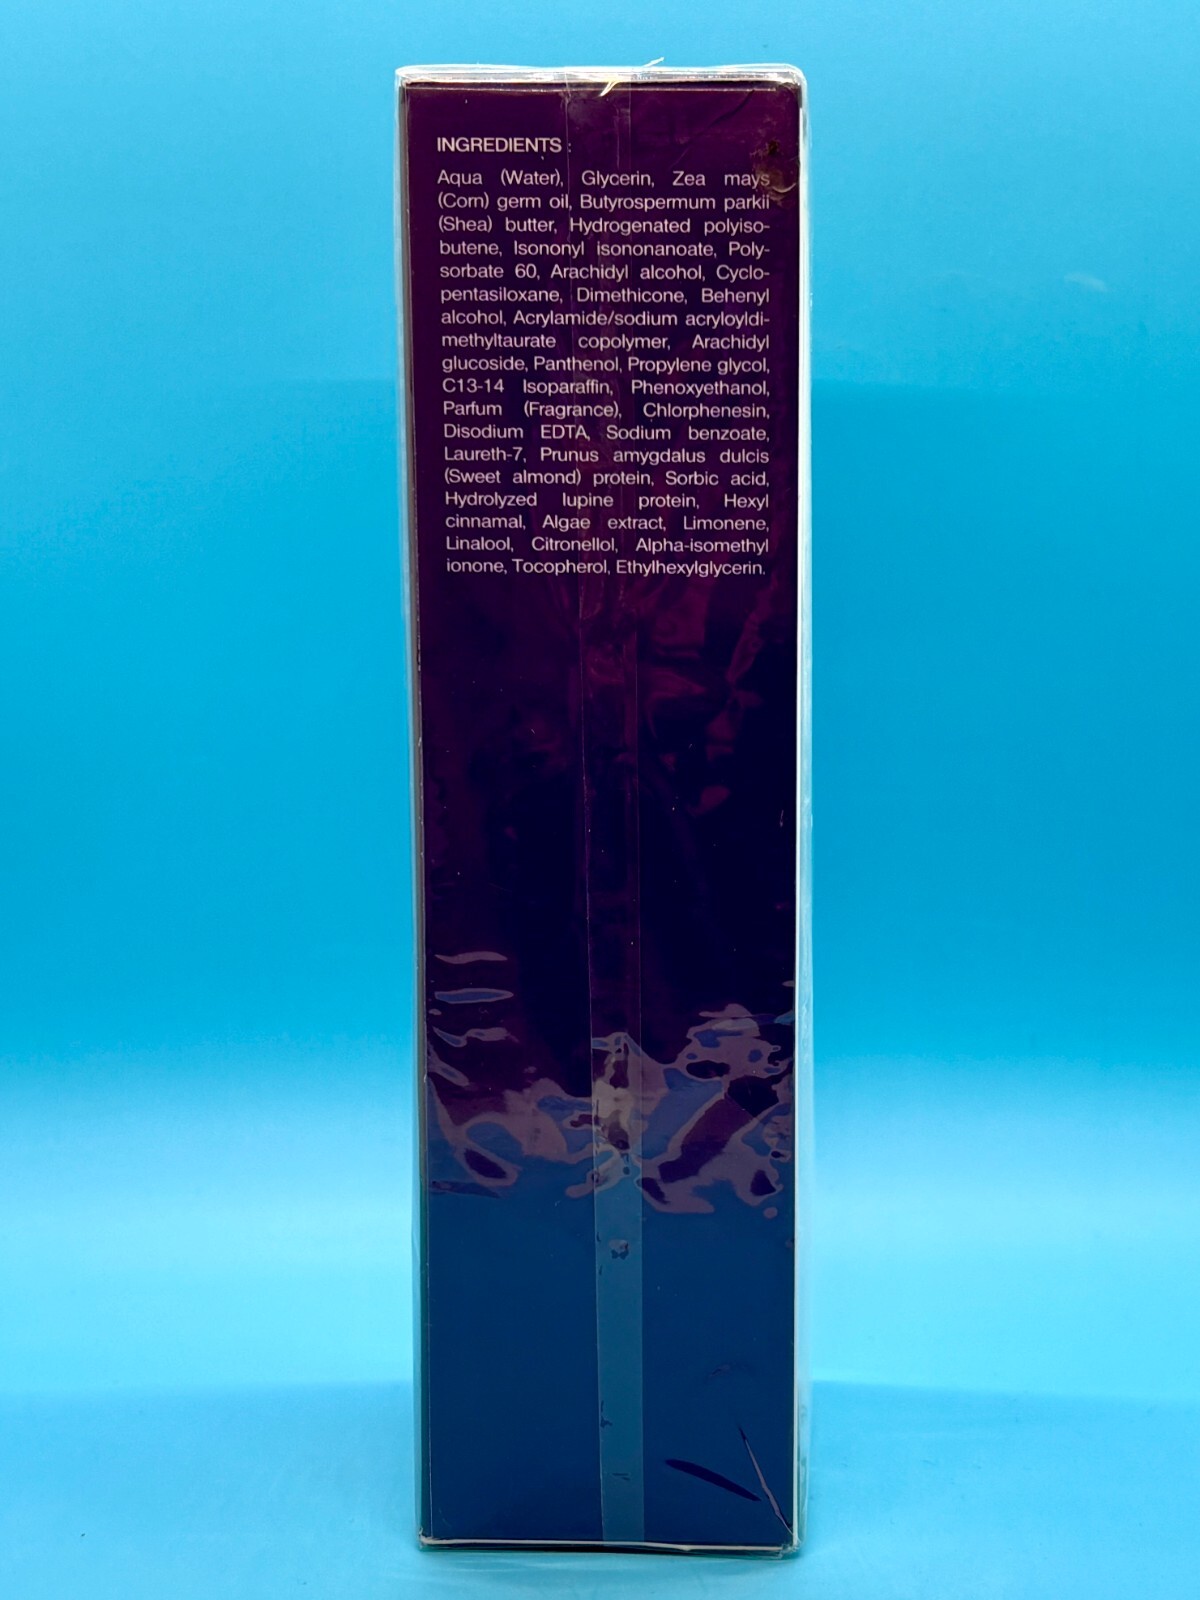 INGREDIENTS :
Aqua (Water), Glycerin, Zea mays
(Corn) germ oil, Butyrospermum parkii
(Shea) butter, Hydrogenated polyiso-
butene, Isononyl isononanoate, Poly-
sorbate 60, Arachidyl alcohol, Cyclo-
pentasiloxane, Dimethicone, Behenyl
alcohol, Acrylamide/sodium acryloyldi-
methyltaurate copolymer, Arachidyl
glucoside, Panthenol, Propylene glycol,
C13-14 Isoparaffin, Phenoxyethanol,
Parfum (Fragrance), Chlorphenesin,
Disodium EDTA, Sodium benzoate,
Laureth-7, Prunus amygdalus dulcis
(Sweet almond) protein, Sorbic acid,
Hydrolyzed lupine protein, Hexyl
cinnamal, Algae extract, Limonene,
Linalool, Citronellol, Alpha-isomethyl
ionone, Tocopherol, Ethylhexylglycerin.